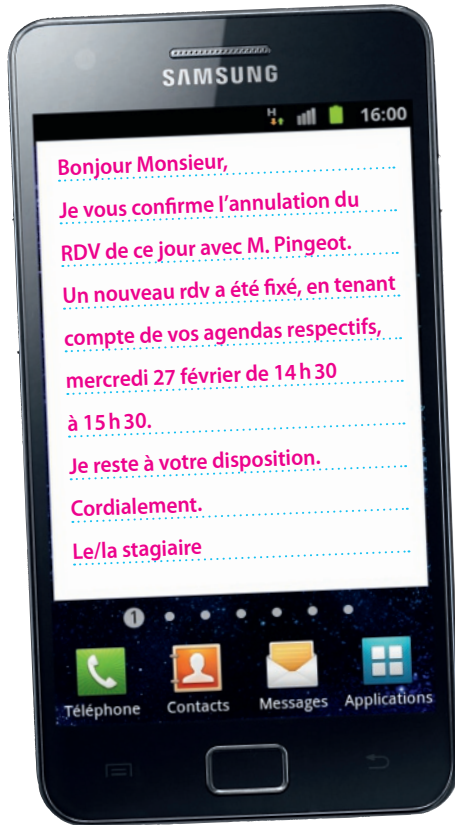 SAMSUNG
H 16:00
Bonjour Monsieur,
Je vous confirme l’annulation du
RDV de ce jour avec M. Pingeot.
Un nouveau rdv a été fixé, en tenant
compte de vos agendas respectifs,
mercredi 27 février de 14 h 30
à 15 h 30.
Je reste à votre disposition.
Cordialement.
Le/la stagiaire
1
Téléphone Contacts Messages Applications